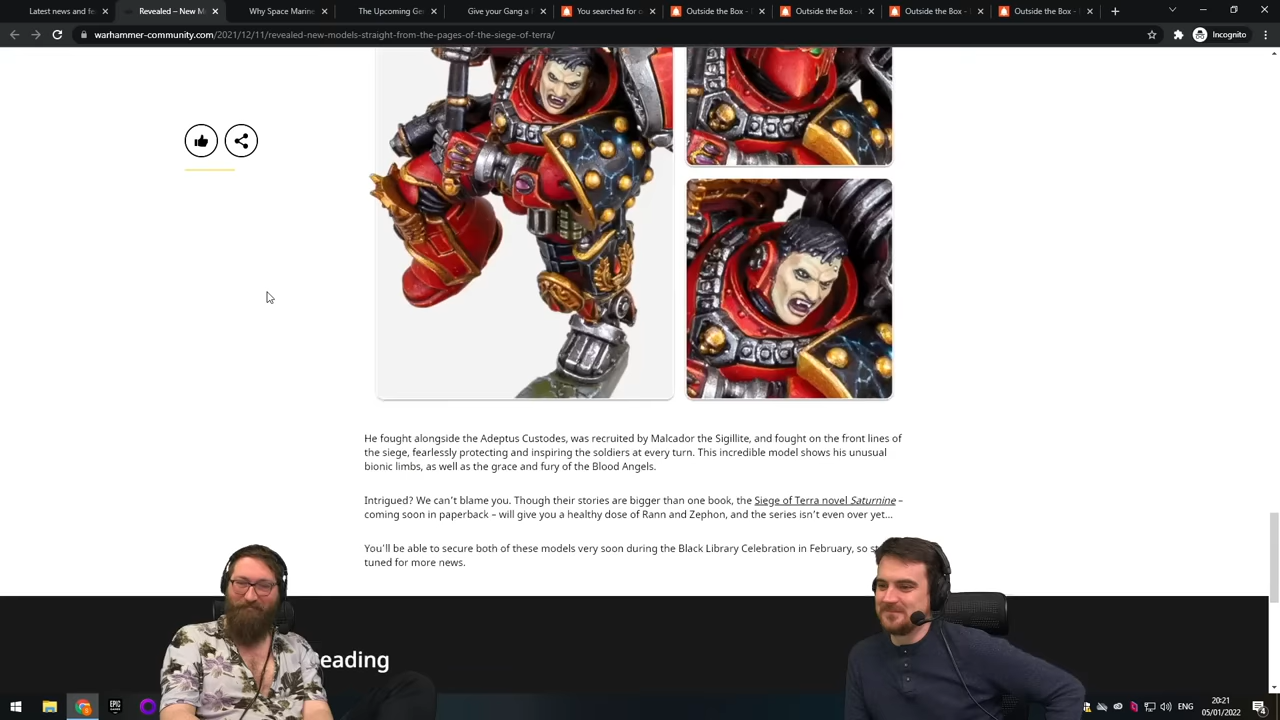 Latest news and fe
Revealed - New M
Why Space Marine
The Upcoming Ge
Give your Gang a
You searched for o
Outside the Box -
Outside the Box -
Outside the Box -
Outside the Box -
warhammer-community.com/2021/12/11/revealed-new-models-straight-from-the-pages-of-the-siege-of-terra/
Incognito
He fought alongside the Adeptus Custodes, was recruited by Malcador the Sigillite, and fought on the front lines of
the siege, fearlessly protecting and inspiring the soldiers at every turn. This incredible model shows his unusual
bionic limbs, as well as the grace and fury of the Blood Angels.
Intrigued? We can't blame you. Though their stories are bigger than one book, the Siege of Terra novel Saturnine –
coming soon in paperback – will give you a healthy dose of Rann and Zephon, and the series isn't even over yet...
You'll be able to secure both of these models very soon during the Black Library Celebration in February, so st
tuned for more news.
eading
EPIC
ENG
20:21
05/01/2022